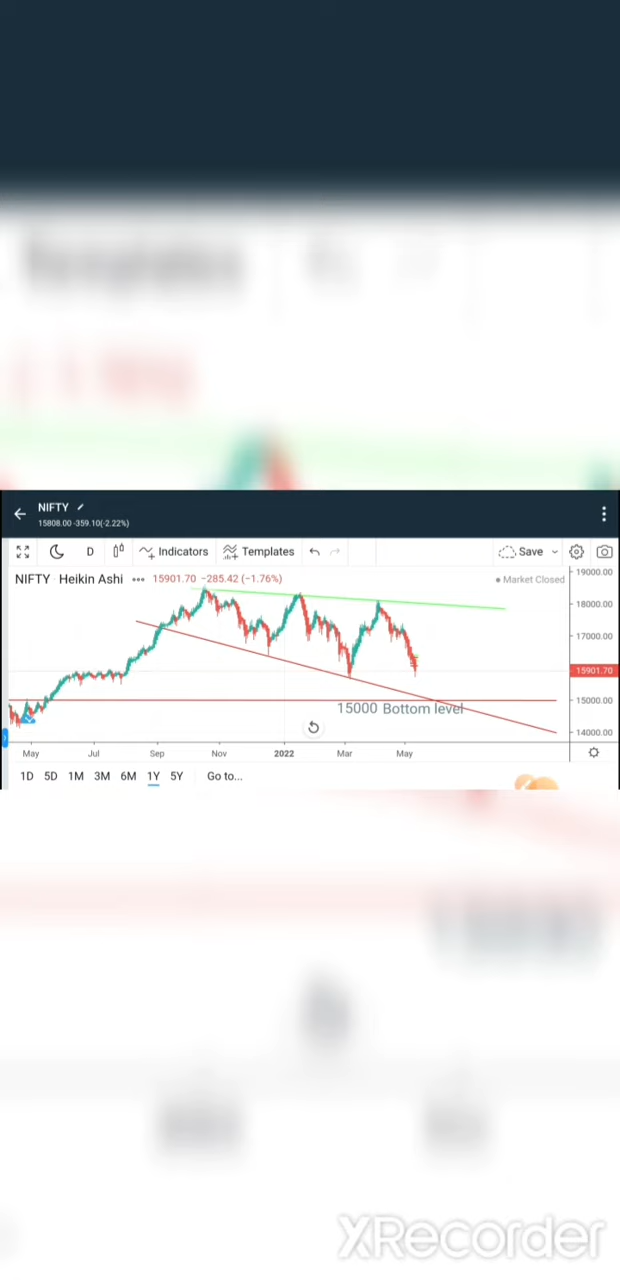 NIFTY
15808.00 -359.10(-2.22%)
D Indicators Templates Save
NIFTY Heikin Ashi ••• 15901.70 −285.42 (−1.76%) Market Closed
19000.00
18000.00
17000.00
15901.70
15000.00
15000 Bottom level
14000.00
May Jul Sep Nov 2022 Mar May
1D 5D 1M 3M 6M 1Y 5Y Go to...
XRecorder